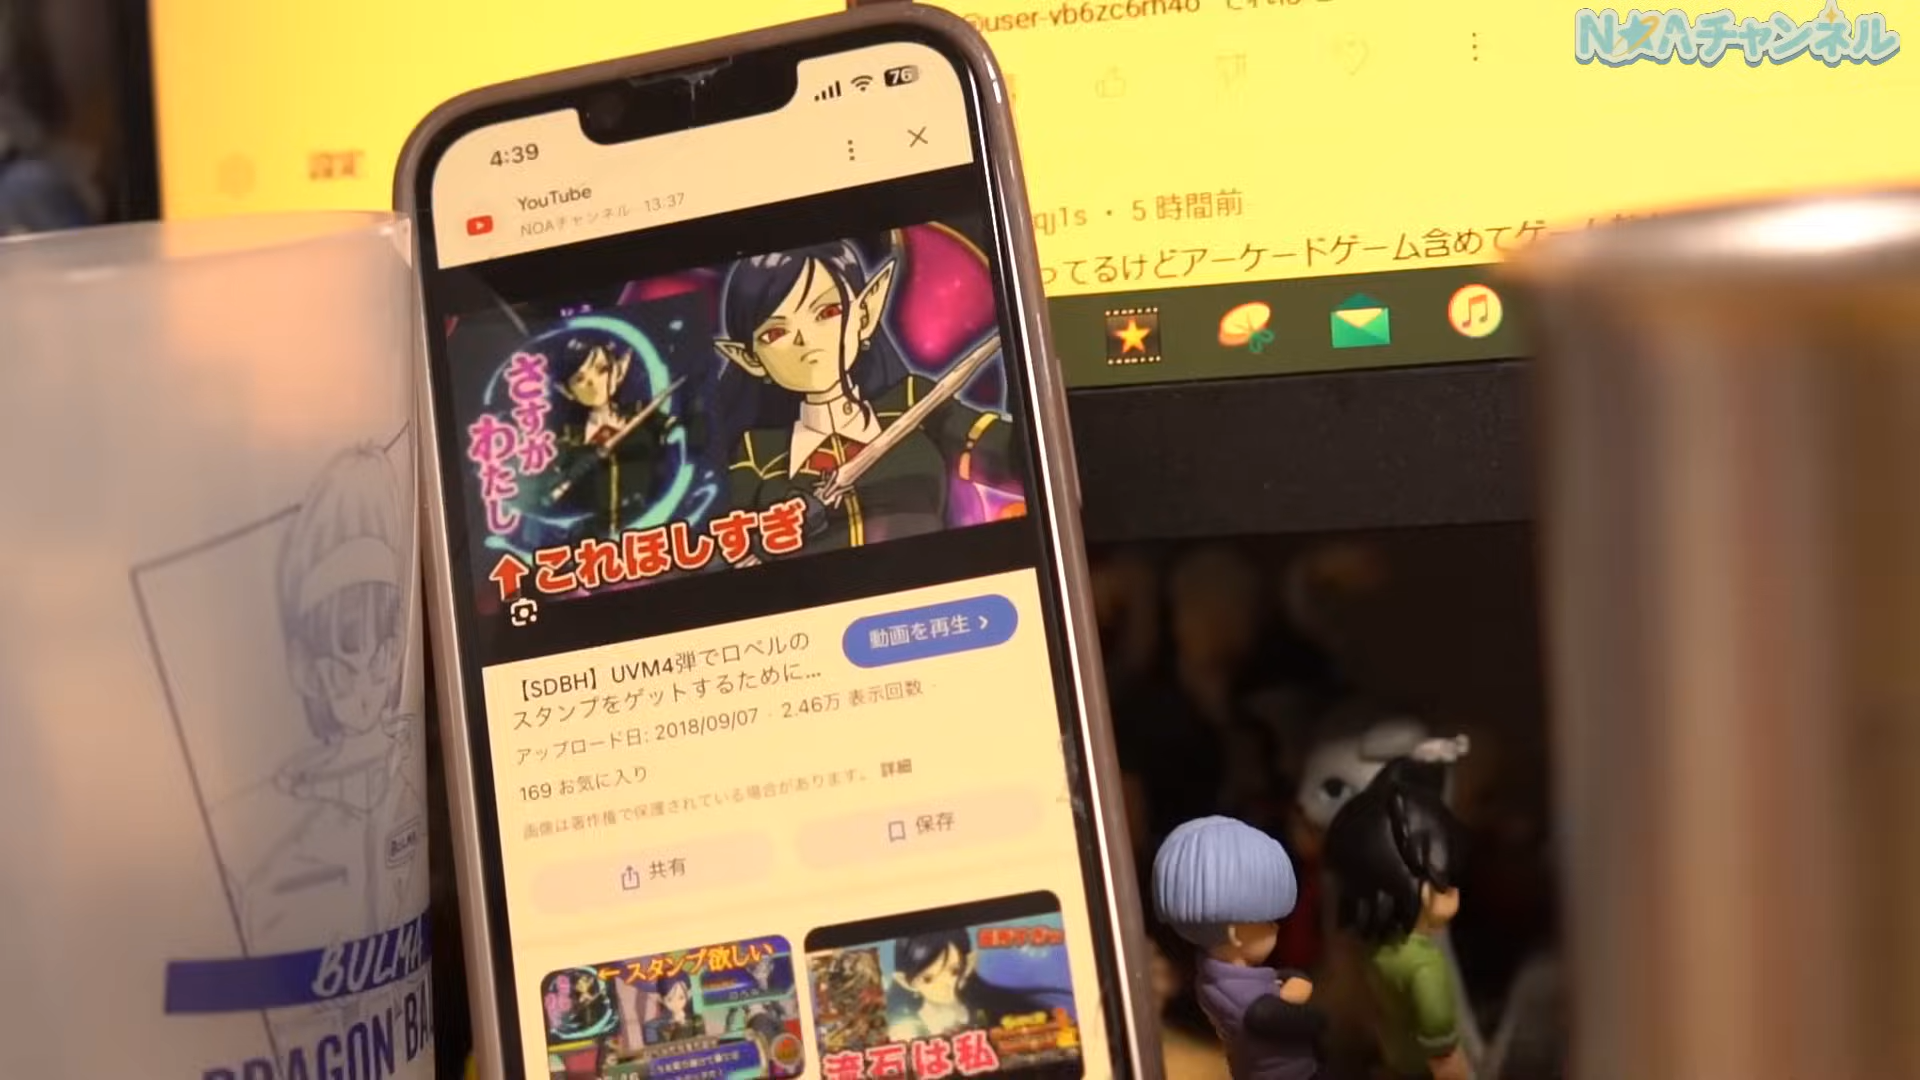 NOAチャンネル
@user-vb6zc6rh46
76
4:39
YouTube
NOAチャンネル 13:37
qj1s・5 時間前
ってるけどアーケードゲーム含めてゲーム
さすが
わたし
↑これほしすぎ
【SDBH】UVM4弾でロペルの
スタンプをゲットするために...
動画を再生 ›
アップロード日: 2018/09/07 · 2.46万 表示回数 ·
169 お気に入り
画像は著作権で保護されている場合があります。 詳細
共有
保存
←スタンプ欲しい
流石は私
BULMA
DRAGON BA